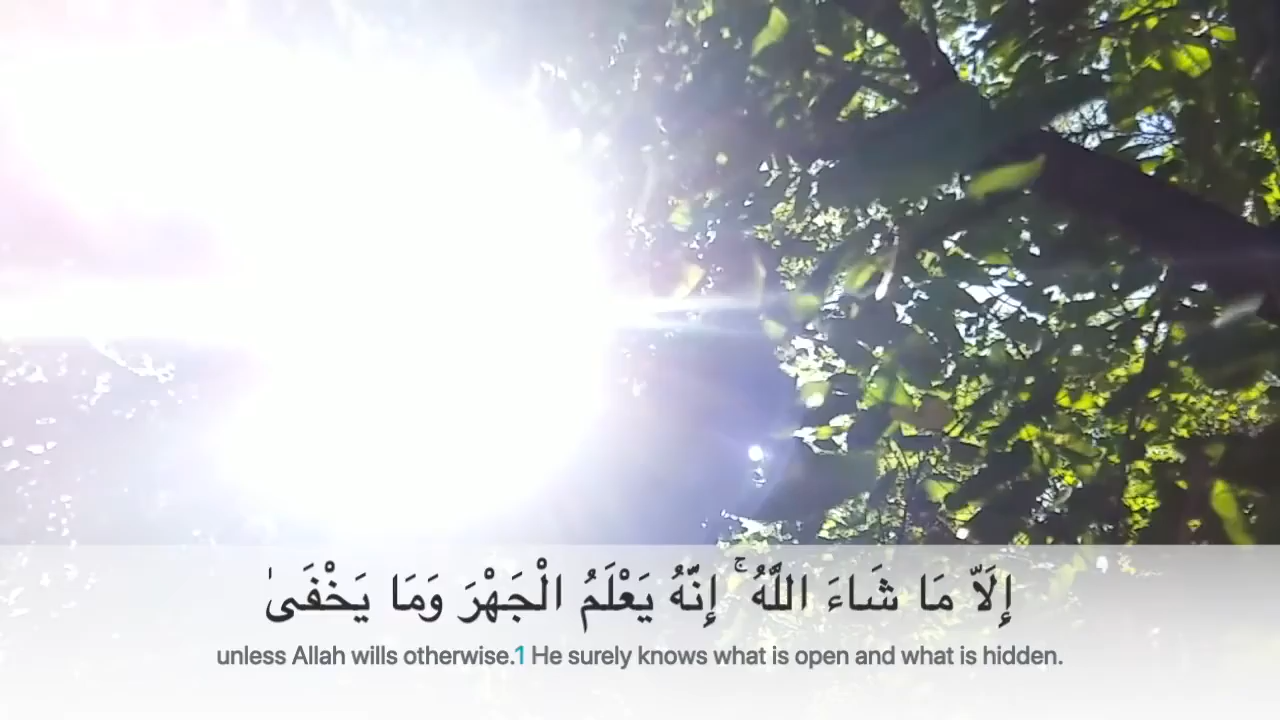 إِلَّا مَا شَاءَ اللَّهُ ۚ إِنَّهُ يَعْلَمُ الْجَهْرَ وَمَا يَخْفَىٰ
unless Allah wills otherwise.1 He surely knows what is open and what is hidden.